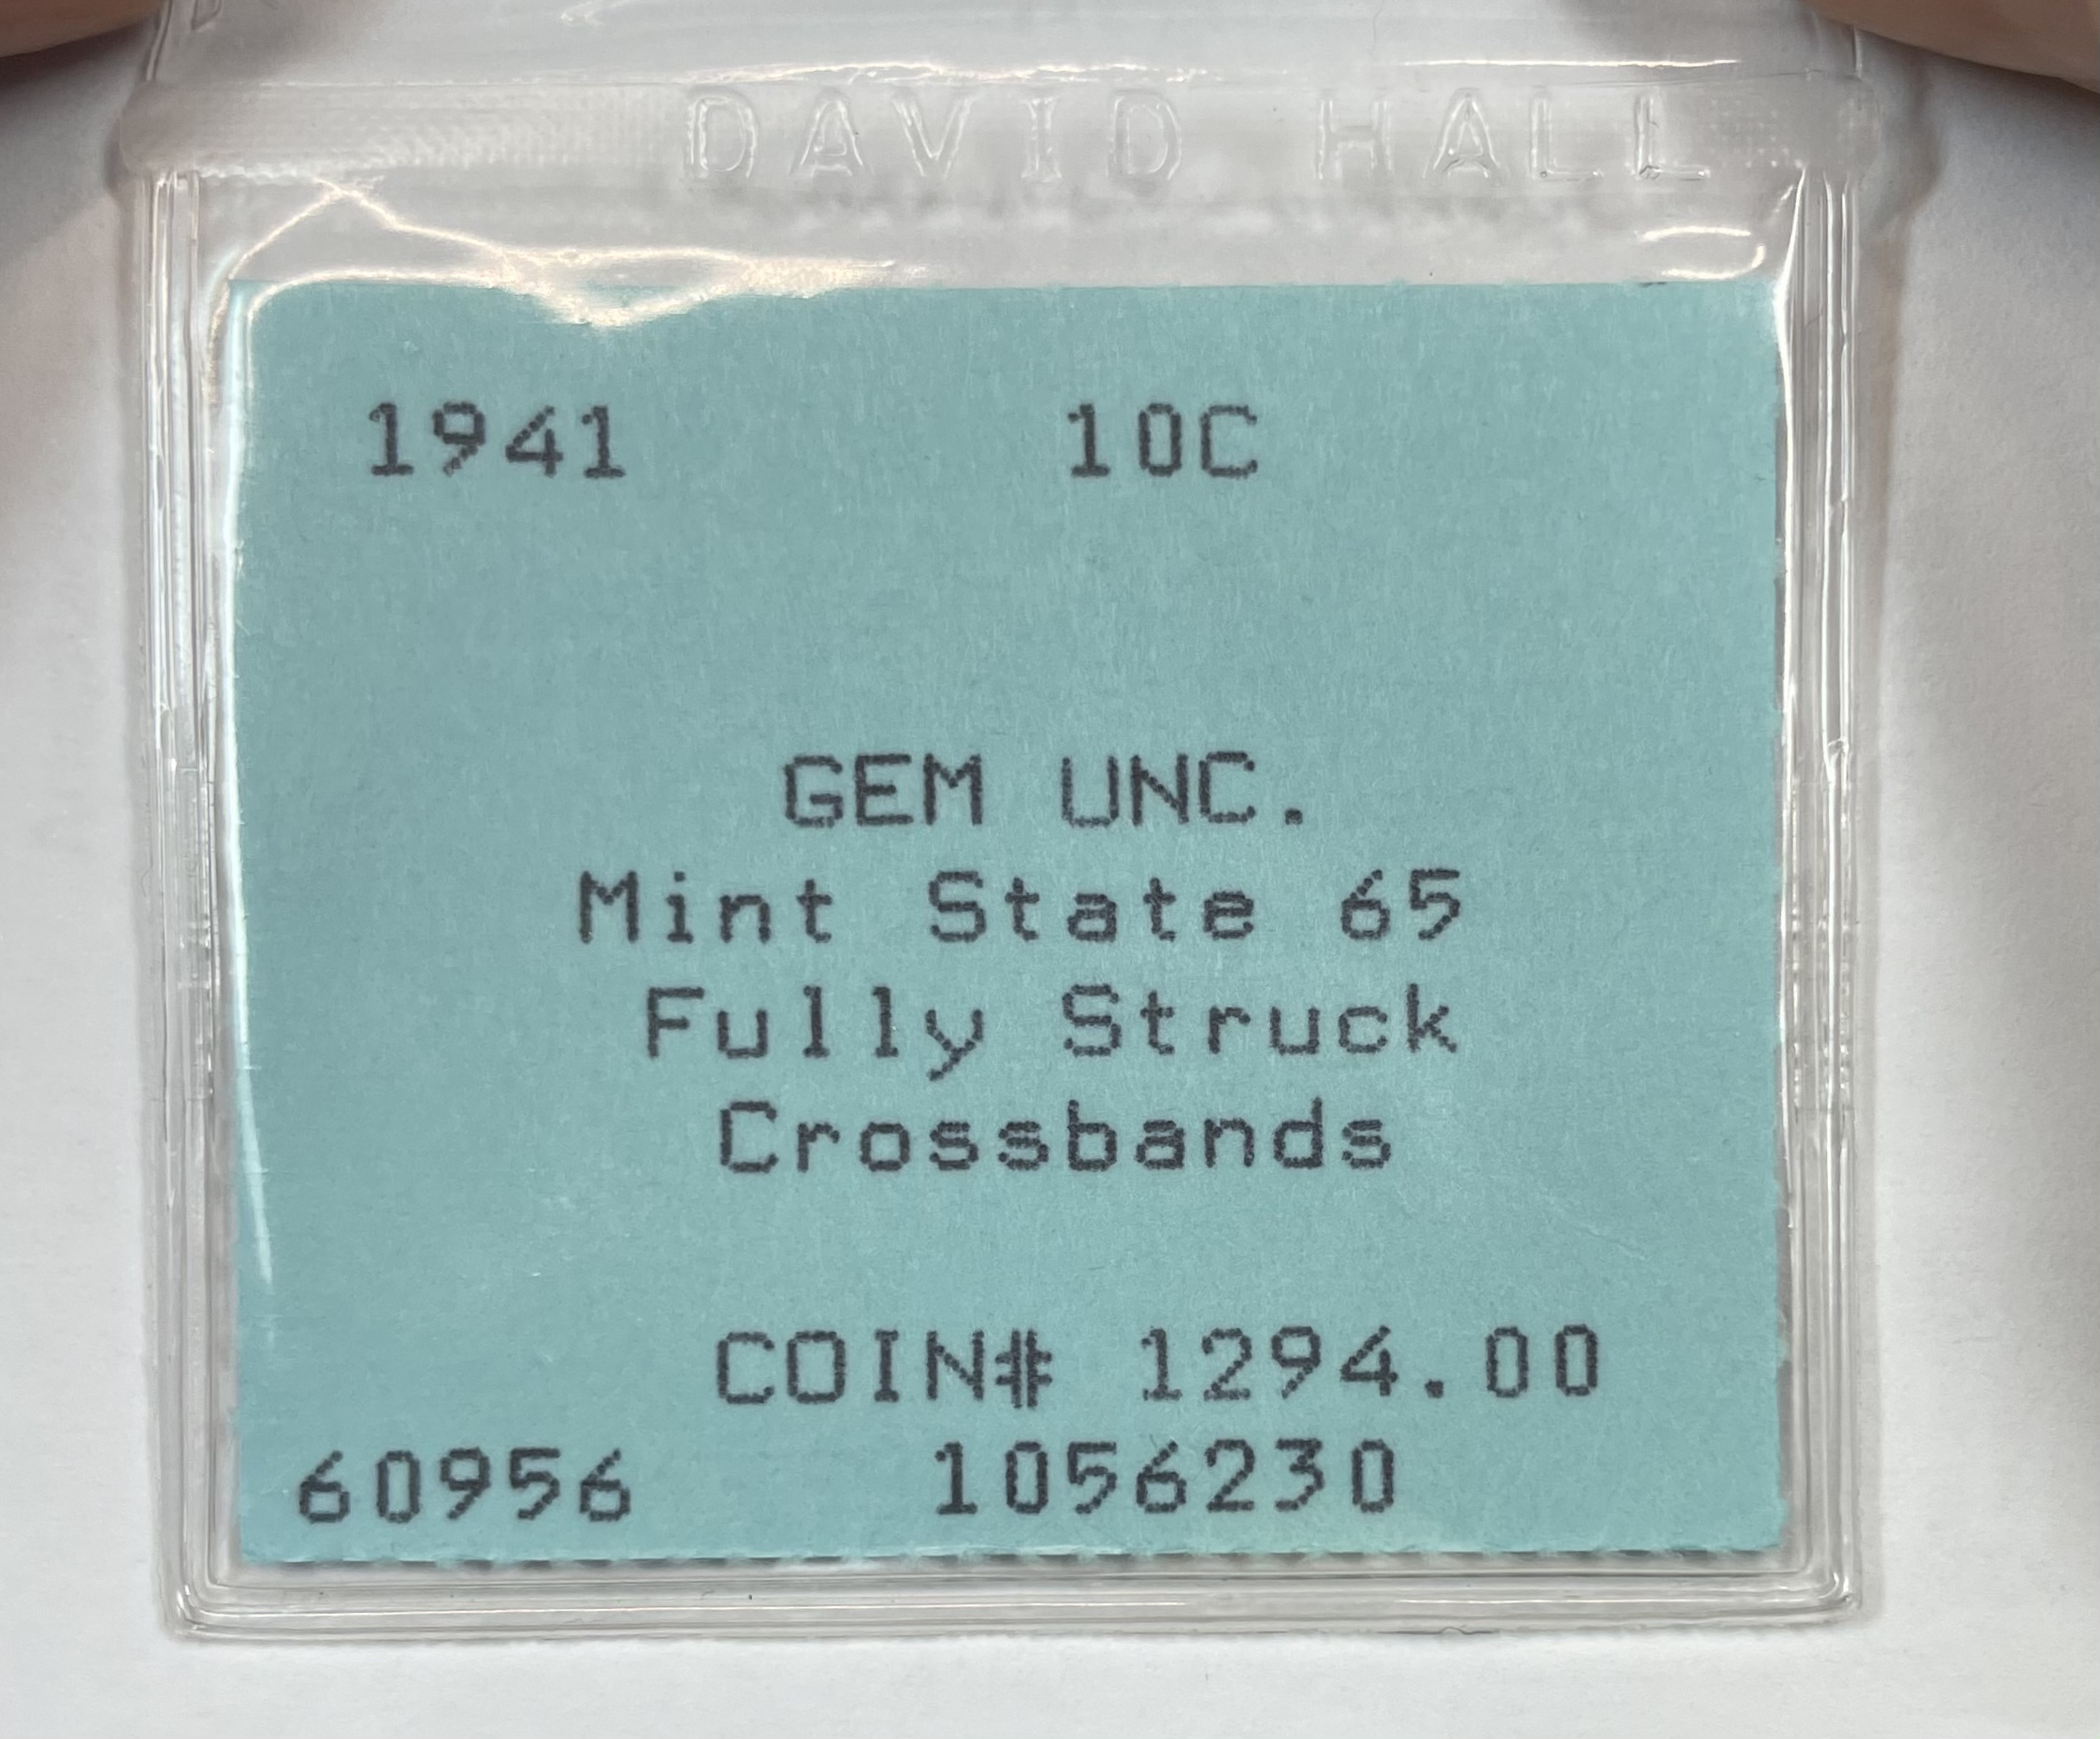 DAVID HALL
1941 10C
GEM UNC.
Mint State 65
Fully Struck
Crossbands
COIN# 1294.00
60956 1056230